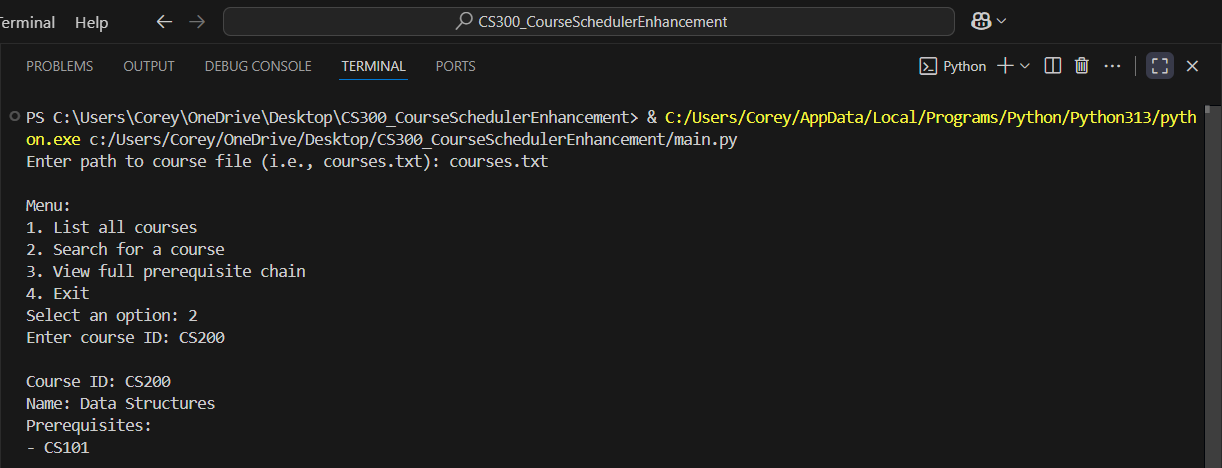 Terminal Help CS300_CourseSchedulerEnhancement
PROBLEMS OUTPUT DEBUG CONSOLE TERMINAL PORTS Python
PS C:\Users\Corey\OneDrive\Desktop\CS300_CourseSchedulerEnhancement> & C:/Users/Corey/AppData/Local/Programs/Python/Python313/pyth
on.exe c:/Users/Corey/OneDrive/Desktop/CS300_CourseSchedulerEnhancement/main.py
Enter path to course file (i.e., courses.txt): courses.txt
Menu:
1. List all courses
2. Search for a course
3. View full prerequisite chain
4. Exit
Select an option: 2
Enter course ID: CS200
Course ID: CS200
Name: Data Structures
Prerequisites:
- CS101